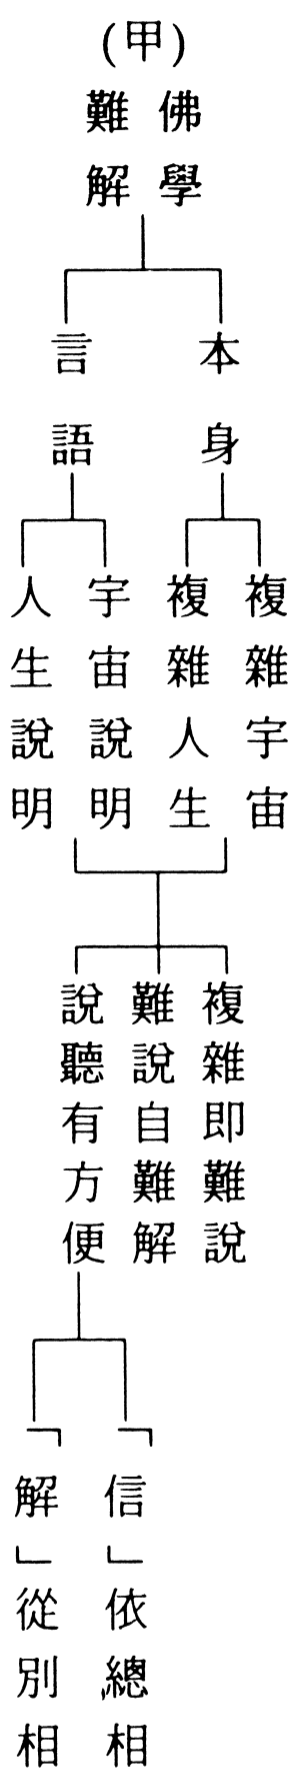 (甲)
佛學
難解
本身
言語
複雜宇宙
複雜人生
宇宙說明
人生說明
複雜即難說
難說自難解
說聽有方便
「信」依總相
「解」從別相